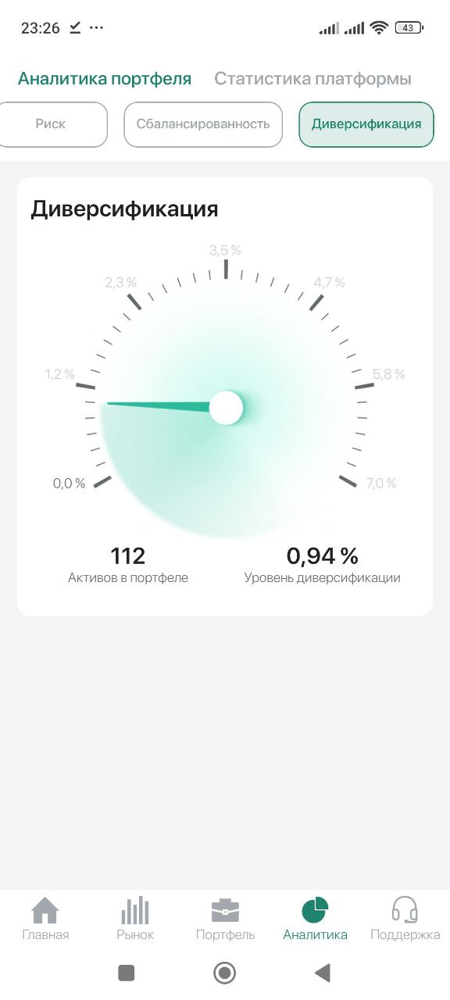 23:26
43
Аналитика портфеля Статистика платформы
Риск Сбалансированность Диверсификация
Диверсификация
3,5 %
2,3 % 4,7 %
1,2 % 5,8 %
0,0 % 7,0 %
112 0,94 %
Активов в портфеле Уровень диверсификации
Главная Рынок Портфель Аналитика Поддержка